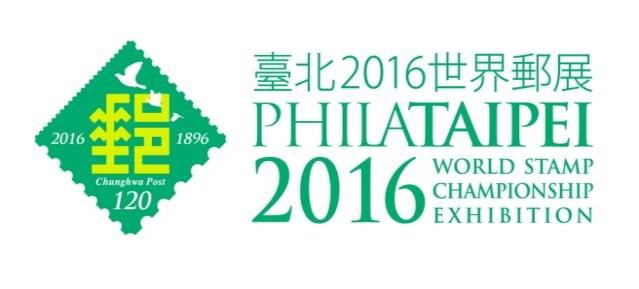 2016 郵 1896
Chunghwa Post
120
臺北2016世界郵展
PHILATAIPEI
2016 WORLD STAMP
CHAMPIONSHIP
EXHIBITION